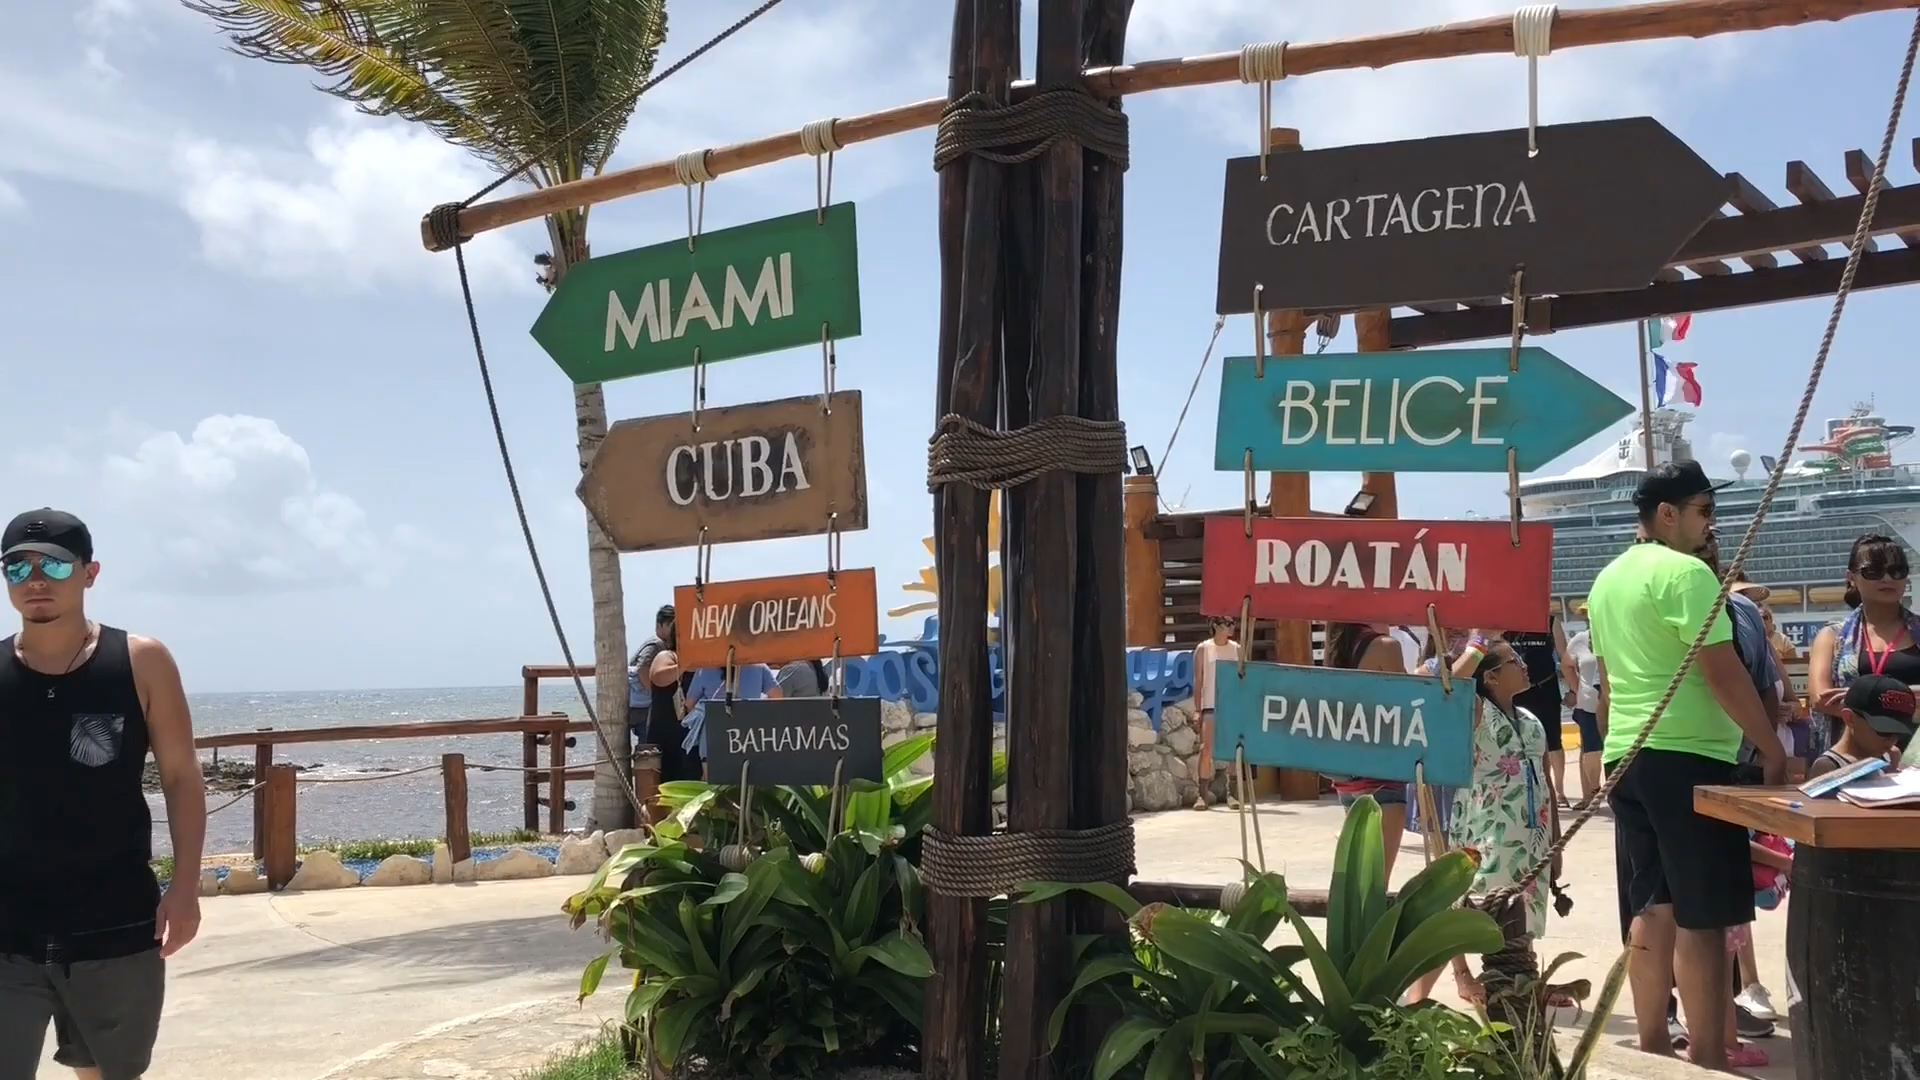 MIAMI
CUBA
NEW ORLEANS
BAHAMAS
CARTAGENA
BELICE
ROATÁN
PANAMÁ